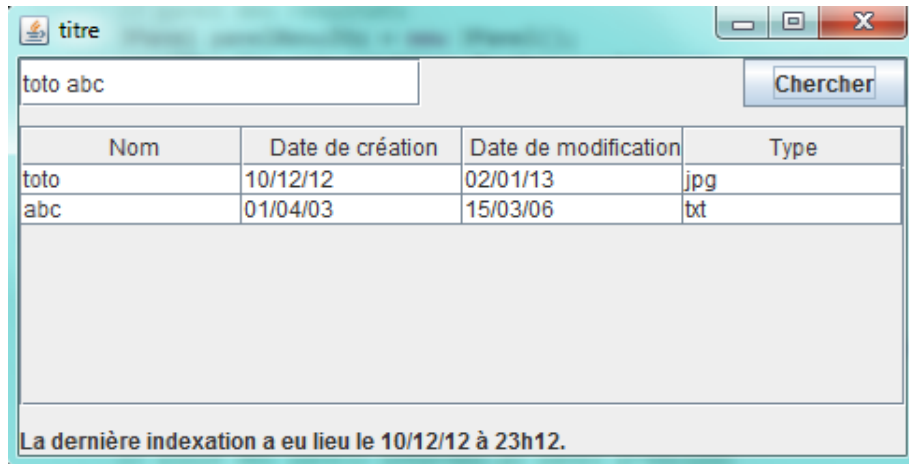 titre
toto abc Chercher
Nom Date de création Date de modification Type
toto 10/12/12 02/01/13 jpg
abc 01/04/03 15/03/06 txt
La dernière indexation a eu lieu le 10/12/12 à 23h12.